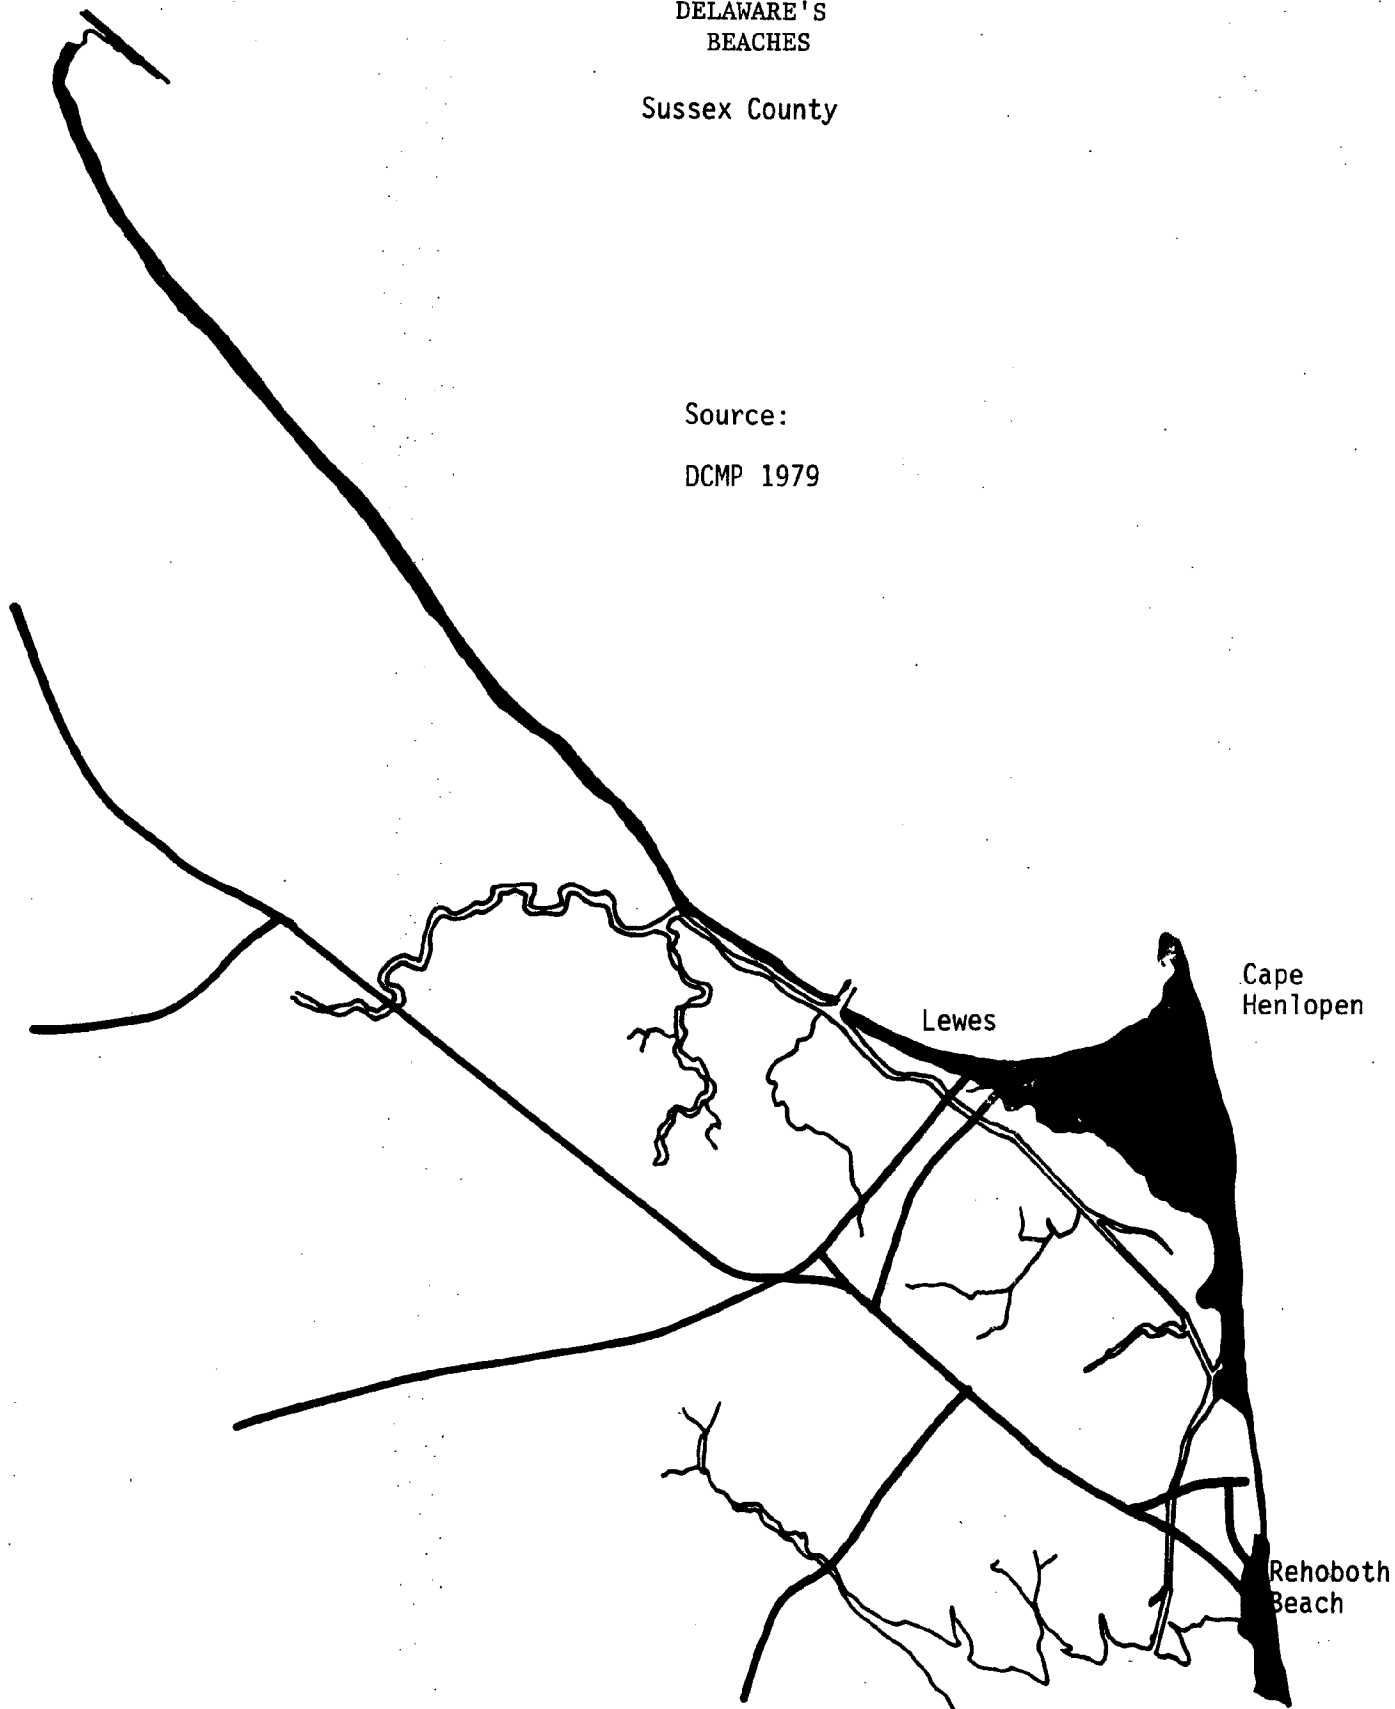 DELAWARE'S
BEACHES
Sussex County
Source:
DCMP 1979
Cape
Henlopen
Lewes
Rehoboth
Beach